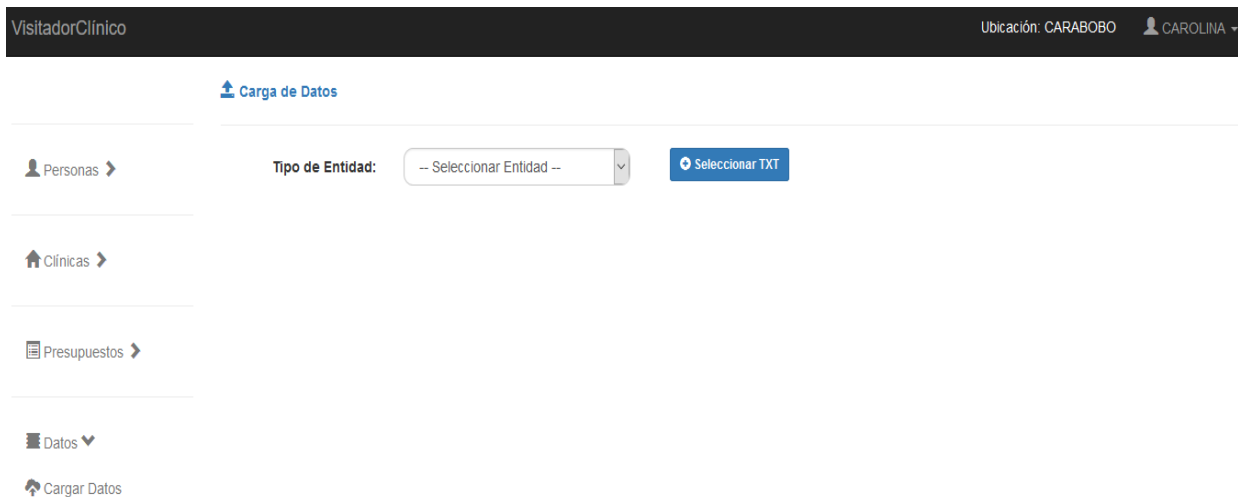 VisitadorClínico
Ubicación: CARABOBO
CAROLINA
Carga de Datos
Personas
Tipo de Entidad:
-- Seleccionar Entidad --
Seleccionar TXT
Clínicas
Presupuestos
Datos
Cargar Datos